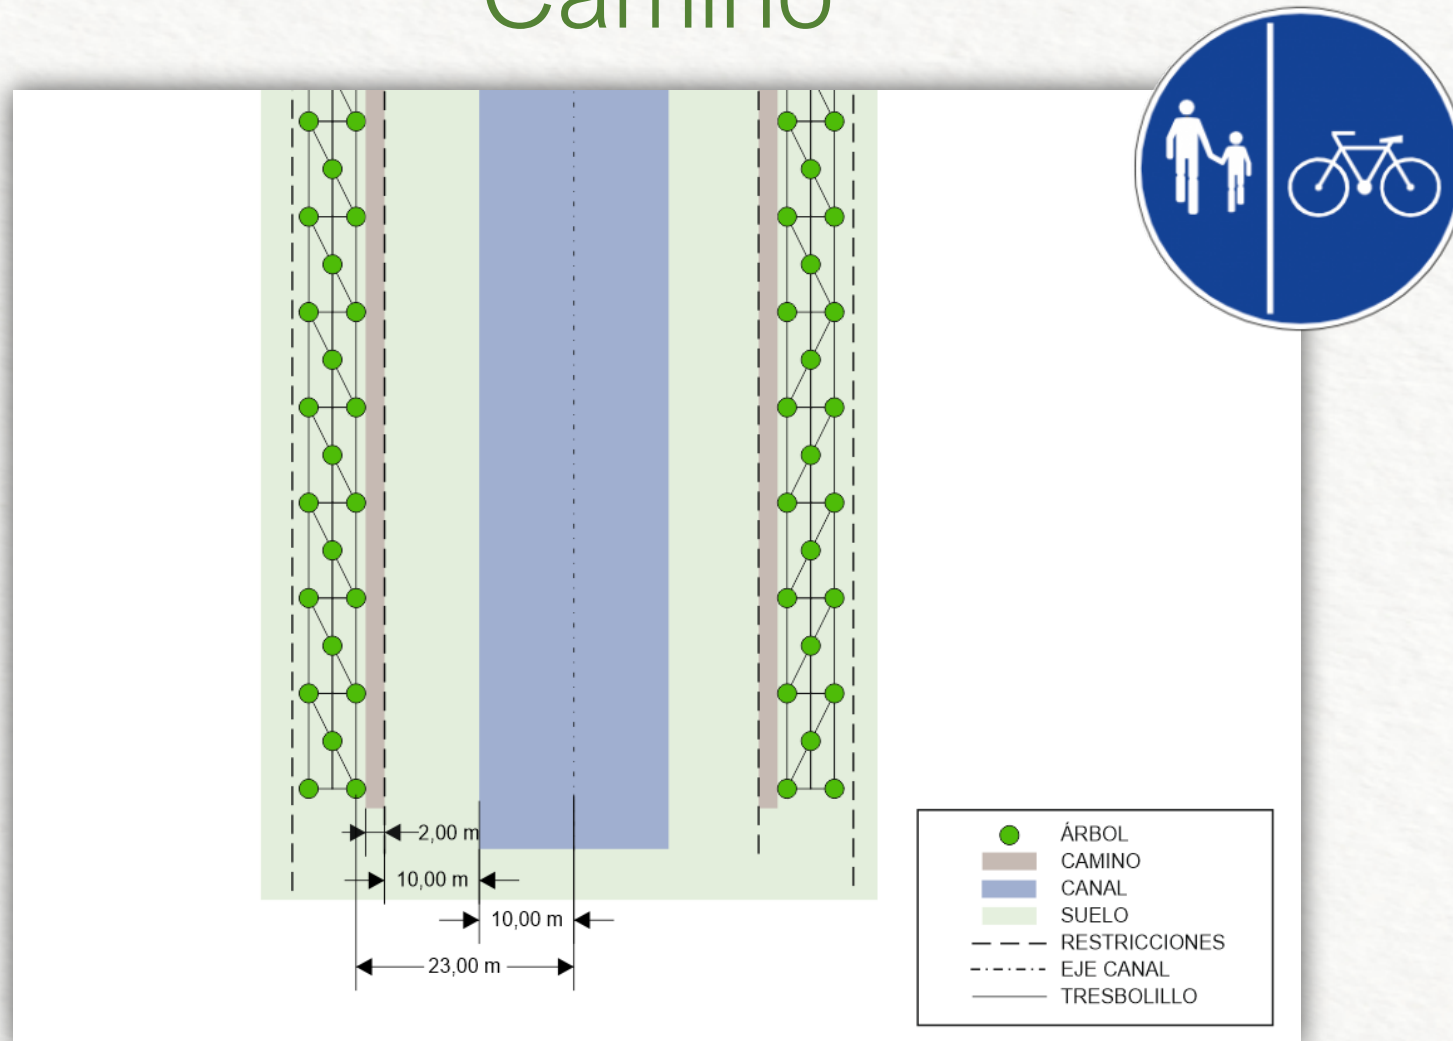 Camino
2,00 m
10,00 m
10,00 m
23,00 m
ÁRBOL
CAMINO
CANAL
SUELO
RESTRICCIONES
EJE CANAL
TRESBOLILLO